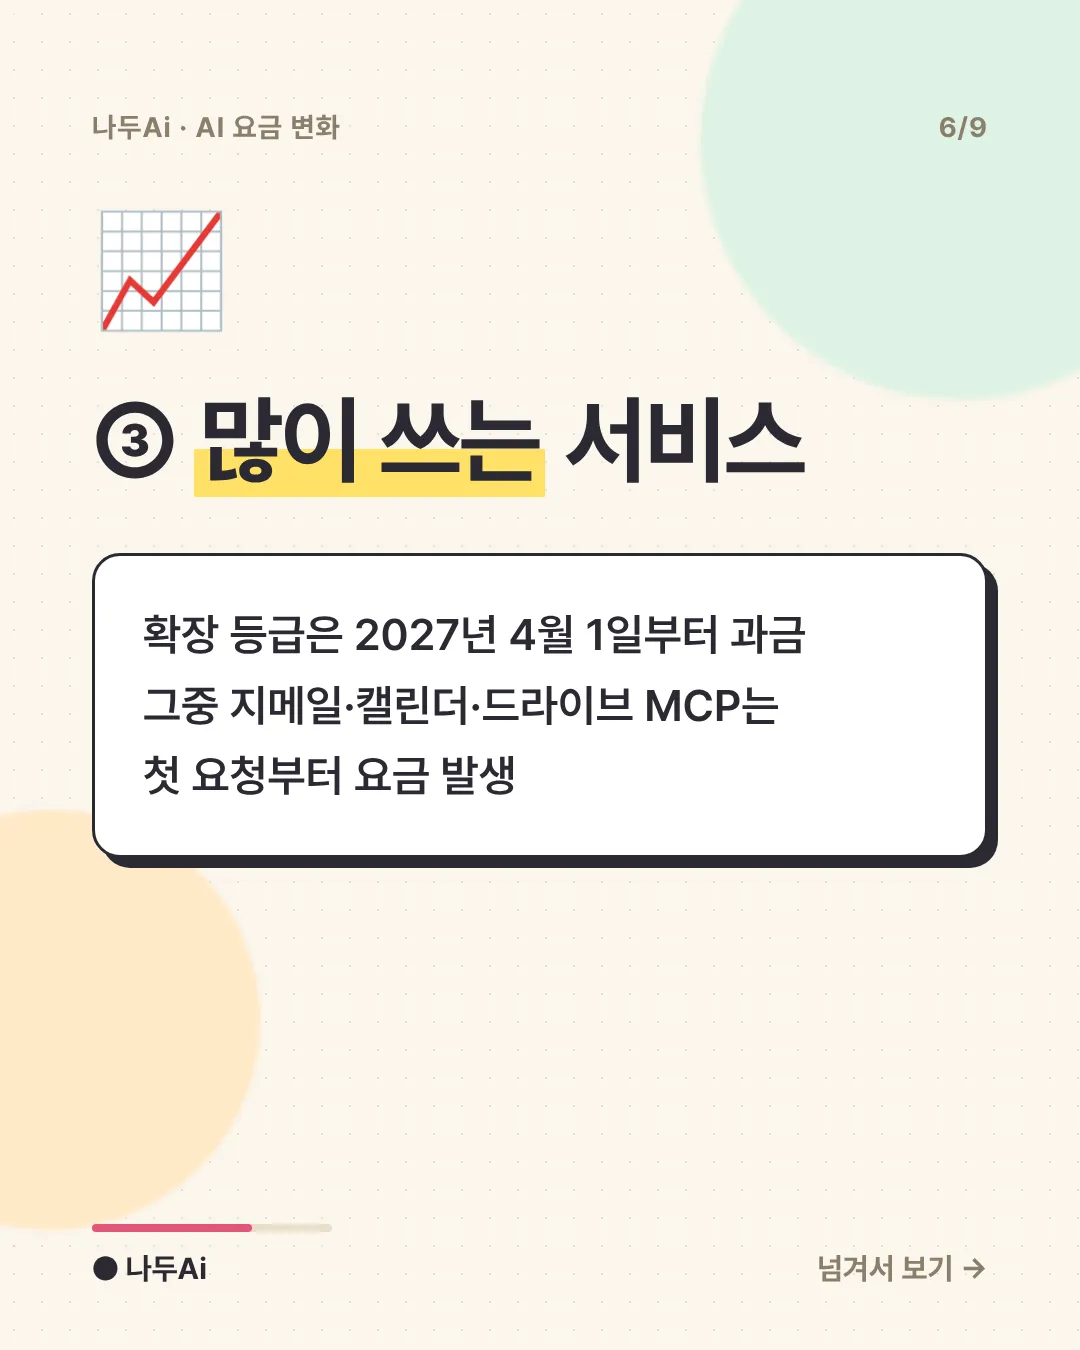 나두Ai · AI 요금 변화
6/9
③ 많이 쓰는 서비스
확장 등급은 2027년 4월 1일부터 과금
그중 지메일·캘린더·드라이브 MCP는
첫 요청부터 요금 발생
나두Ai
넘겨서 보기 →